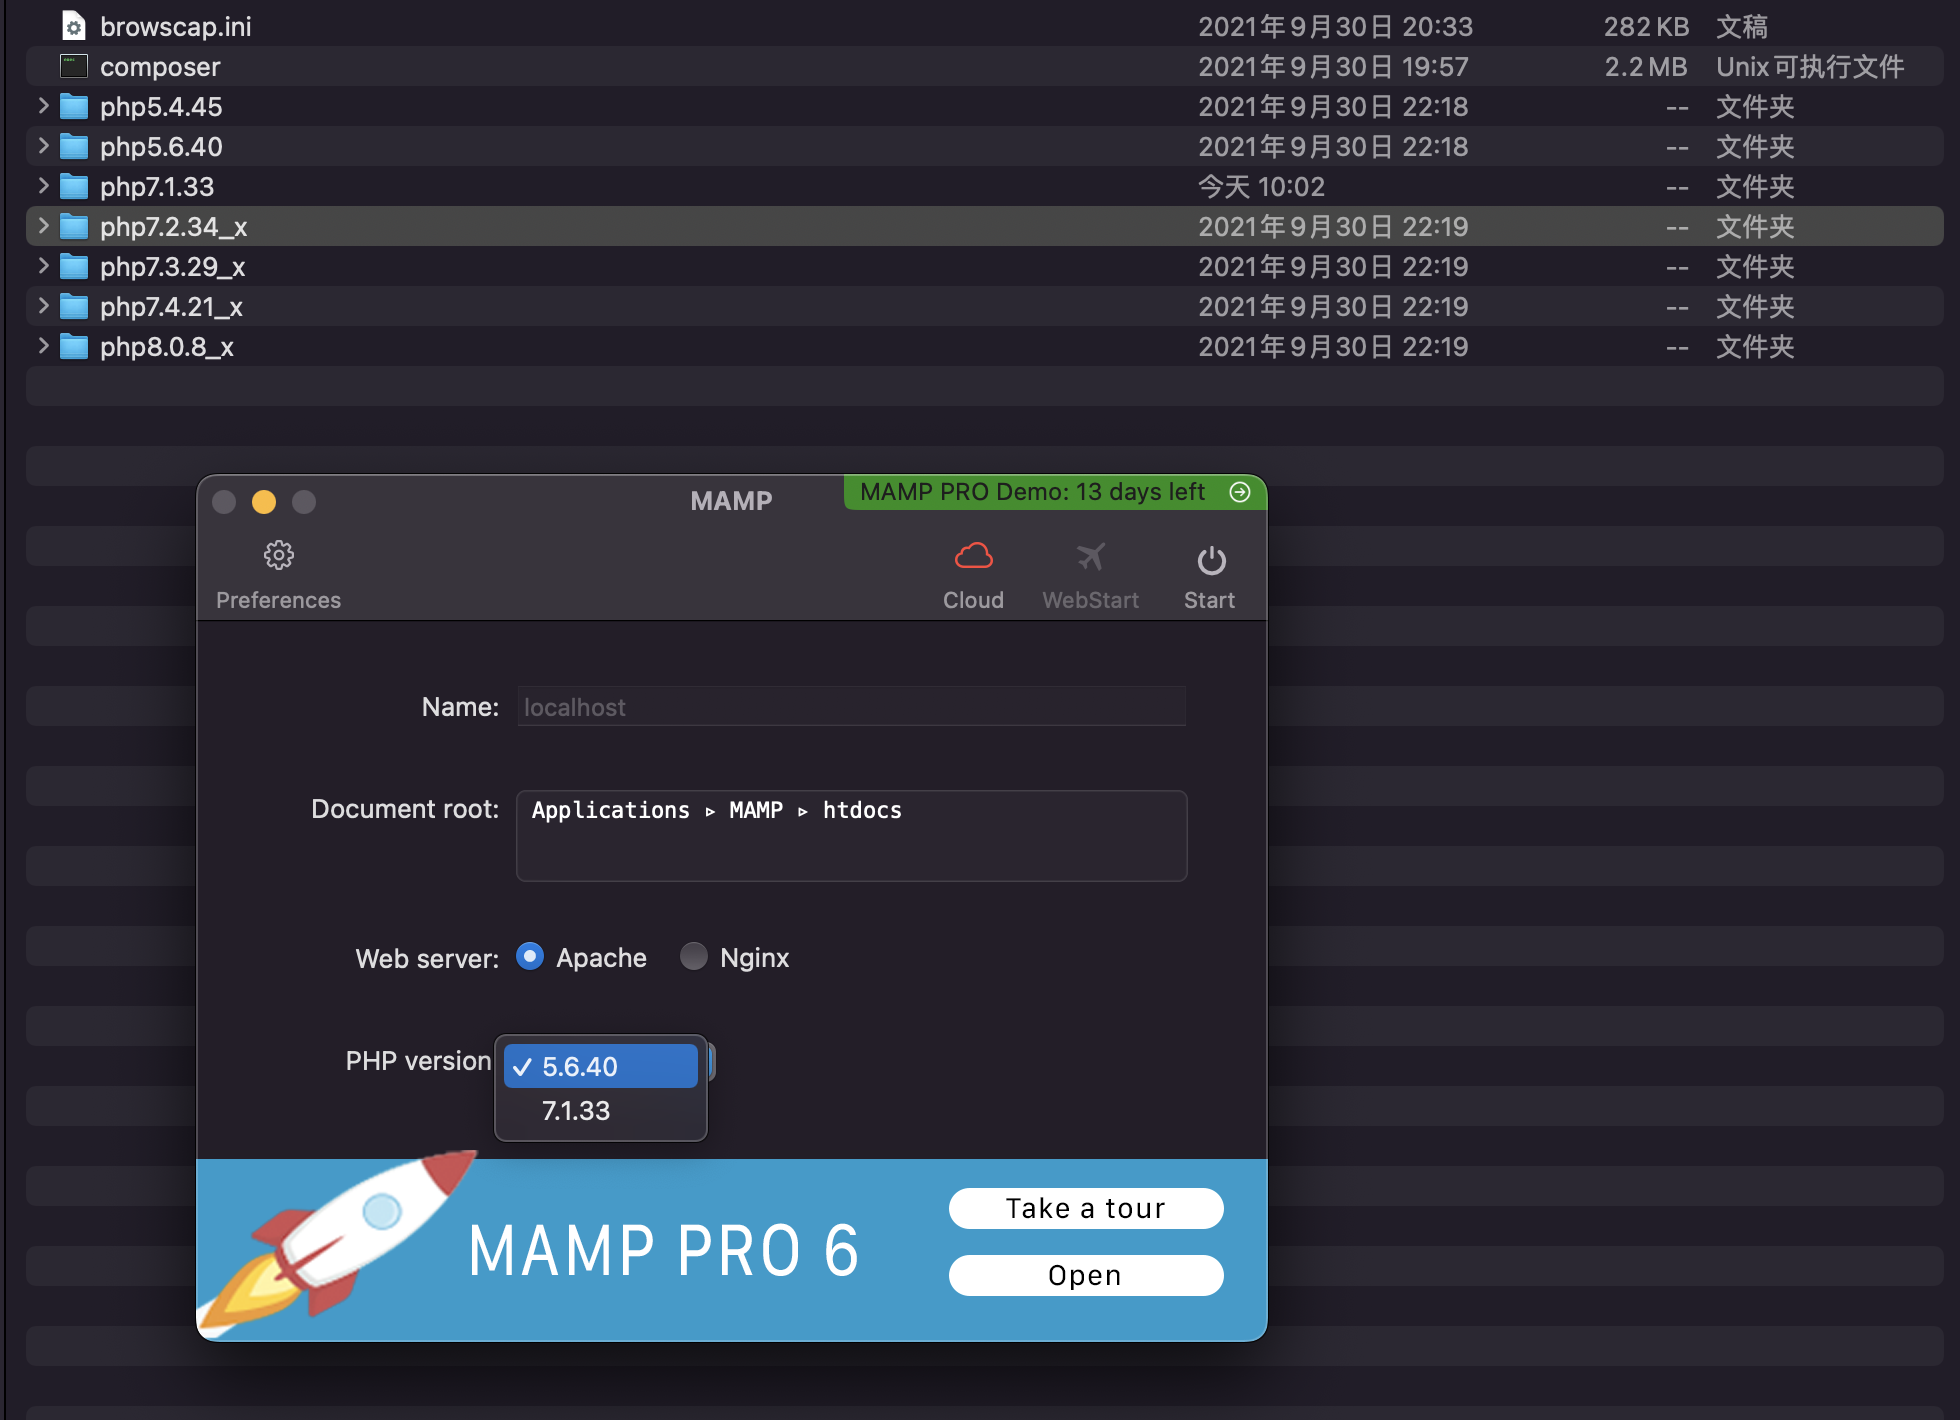 browscap.ini 2021年9月30日 20:33 282 KB 文稿
composer 2021年9月30日 19:57 2.2 MB Unix可执行文件
php5.4.45 2021年9月30日 22:18 -- 文件夹
php5.6.40 2021年9月30日 22:18 -- 文件夹
php7.1.33 今天 10:02 -- 文件夹
php7.2.34_x 2021年9月30日 22:19 -- 文件夹
php7.3.29_x 2021年9月30日 22:19 -- 文件夹
php7.4.21_x 2021年9月30日 22:19 -- 文件夹
php8.0.8_x 2021年9月30日 22:19 -- 文件夹
MAMP
MAMP PRO Demo: 13 days left
Preferences Cloud WebStart Start
Name: localhost
Document root: Applications ▹ MAMP ▹ htdocs
Web server: Apache Nginx
PHP version
✓ 5.6.40
7.1.33
MAMP PRO 6
Take a tour
Open